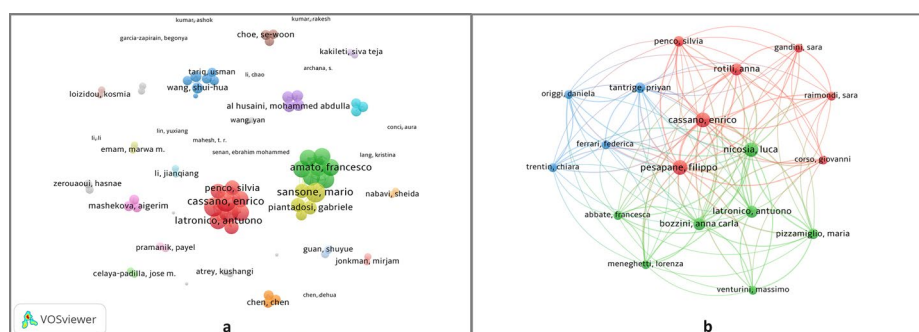 kumar, ashok
kumar, rakesh
garcia-zapirain, begonya
choe, se-woon
kakileti, siva teja
tariq, usman
li, chao
archana, s.
wang, shui-hua
loizidou, kosmia
al husaini, mohammed abdulla
wang, yan
conci, aura
lin, yuxiang
li, li
mahesh, t. r.
emam, marwa m.
senan, ebrahim mohammed
lang, kristina
amato, francesco
li, jianqiang
zerouaoui, hasnae
penco, silvia
sansone, mario
nabavi, sheida
cassano, enrico
mashekova, aigerim
piantadosi, gabriele
latronico, antuono
pramanik, payel
guan, shuyue
jonkman, mirjam
celaya-padilla, jose m.
atrey, kushangi
chen, chen
chen, dehua
VOSviewer
a
penco, silvia
gandini, sara
rotili, anna
origgi, daniela
tantrige, priyan
raimondi, sara
cassano, enrico
ferrari, federica
nicosia, luca
trentin, chiara
pesapane, filippo
corso, giovanni
abbate, francesca
latronico, antuono
bozzini, anna carla
pizzamiglio, maria
meneghetti, lorenza
venturini, massimo
b